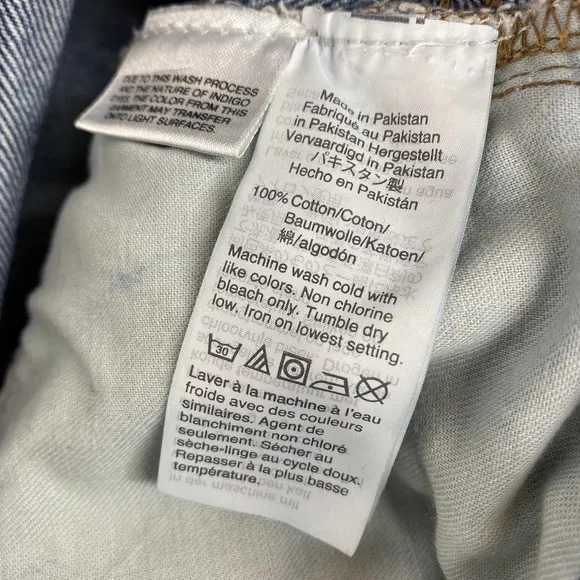 DUE TO THIS WASH PROCESS
AND THE NATURE OF INDIGO
DYES, THE COLOR FROM THIS
GARMENT MAY TRANSFER
ONTO LIGHT SURFACES.
Made in Pakistan
Fabriqué au Pakistan
in Pakistan Hergestellt
Vervaardigd in Pakistan
パキスタン製
Hecho en Pakistán
100% Cotton/Coton/
Baumwolle/Katoen/
綿/algodón
Machine wash cold with
like colors. Non chlorine
bleach only. Tumble dry
low. Iron on lowest setting.
30
Laver à la machine à l'eau
froide avec des couleurs
similaires. Agent de
blanchiment non chloré
seulement. Sécher au
sèche-linge au cycle doux.
Repasser à la plus basse
température.